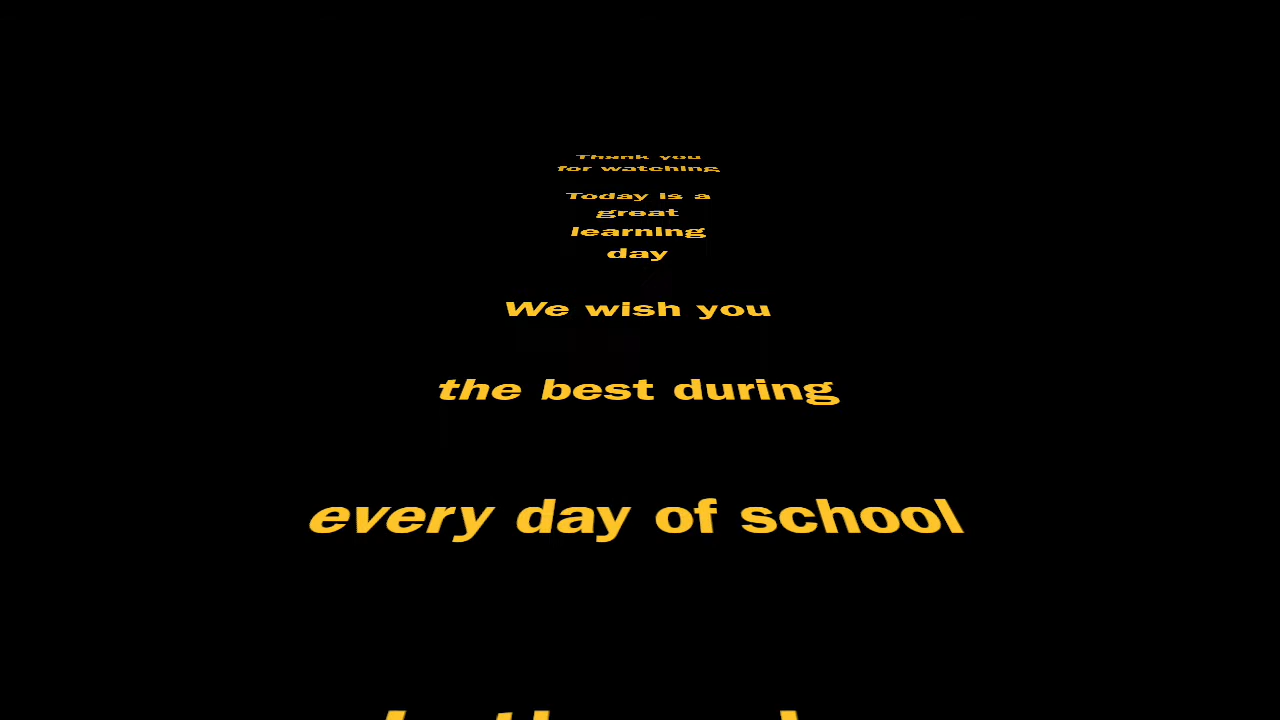 Thank you
for watching
Today is a
great
learning
day
We wish you
the best during
every day of school